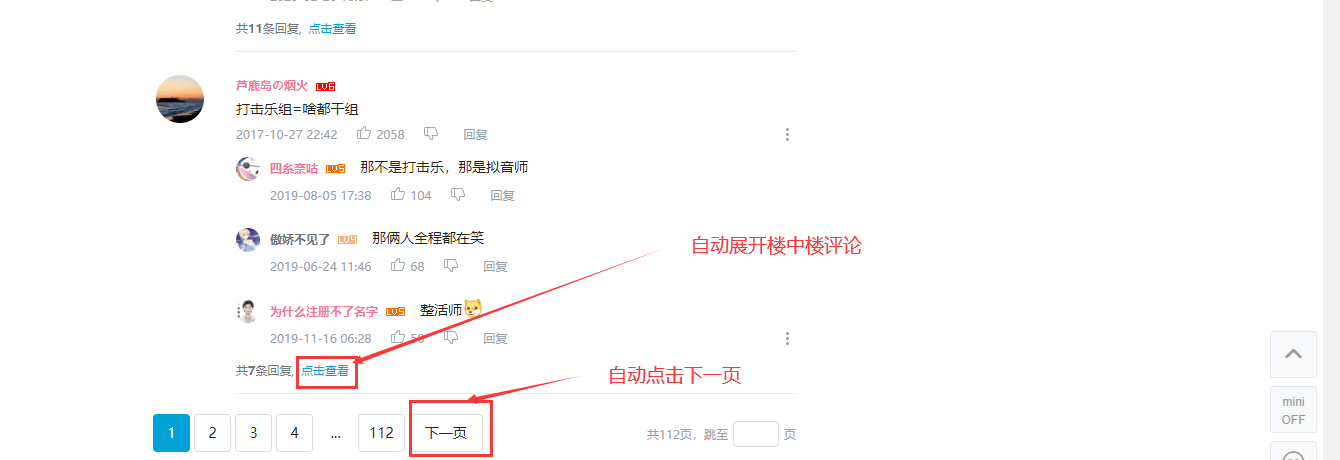 共11条回复, 点击查看
芦鹿岛の烟火 LV6
打击乐组=啥都干组
2017-10-27 22:42 2058 回复
四糸奈咕 LV5 那不是打击乐，那是拟音师
2019-08-05 17:38 104 回复
傲娇不见了 LV4 那俩人全程都在笑
2019-06-24 11:46 68 回复
自动展开楼中楼评论
为什么注册不了名字 LV5 整活师
2019-11-16 06:28 回复
共7条回复, 点击查看
自动点击下一页
1 2 3 4 ... 112 下一页 共112页，跳至 页
mini
OFF